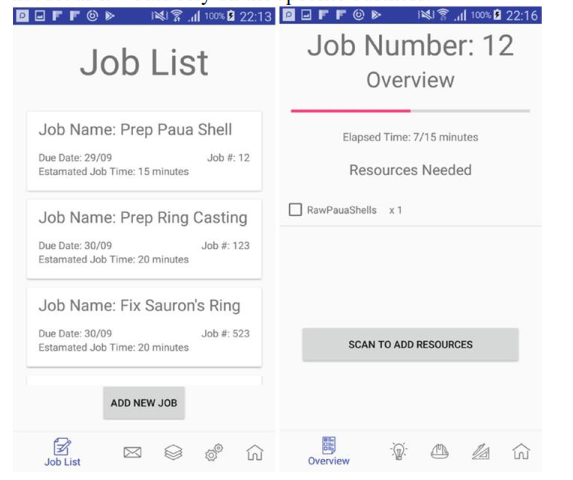 100% 22:13
Job List
Job Name: Prep Paua Shell
Due Date: 29/09 Job #: 12
Estamated Job Time: 15 minutes
Job Name: Prep Ring Casting
Due Date: 30/09 Job #: 123
Estamated Job Time: 20 minutes
Job Name: Fix Sauron's Ring
Due Date: 30/09 Job #: 523
Estamated Job Time: 20 minutes
ADD NEW JOB
Job List
100% 22:16
Job Number: 12
Overview
Elapsed Time: 7/15 minutes
Resources Needed
RawPauaShells x 1
SCAN TO ADD RESOURCES
Overview